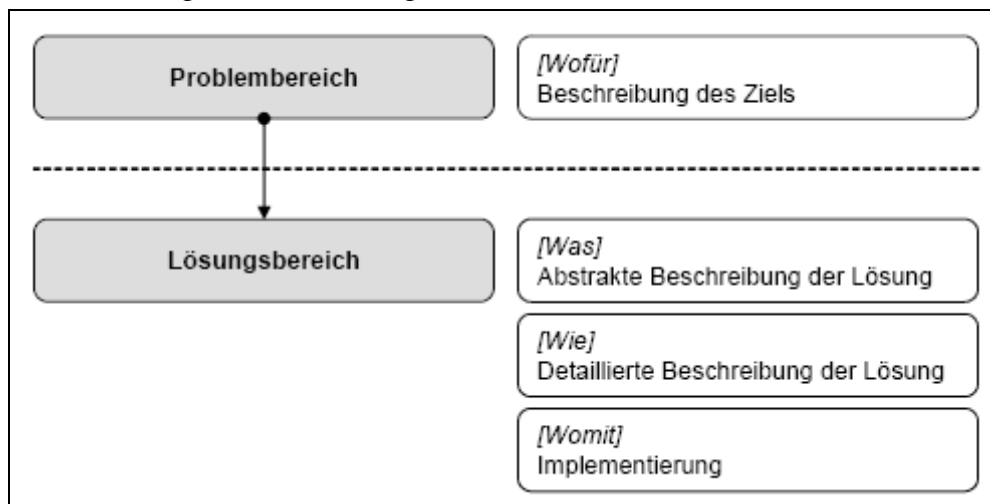 Problembereich
[Wofür]
Beschreibung des Ziels
Lösungsbereich
[Was]
Abstrakte Beschreibung der Lösung
[Wie]
Detaillierte Beschreibung der Lösung
[Womit]
Implementierung